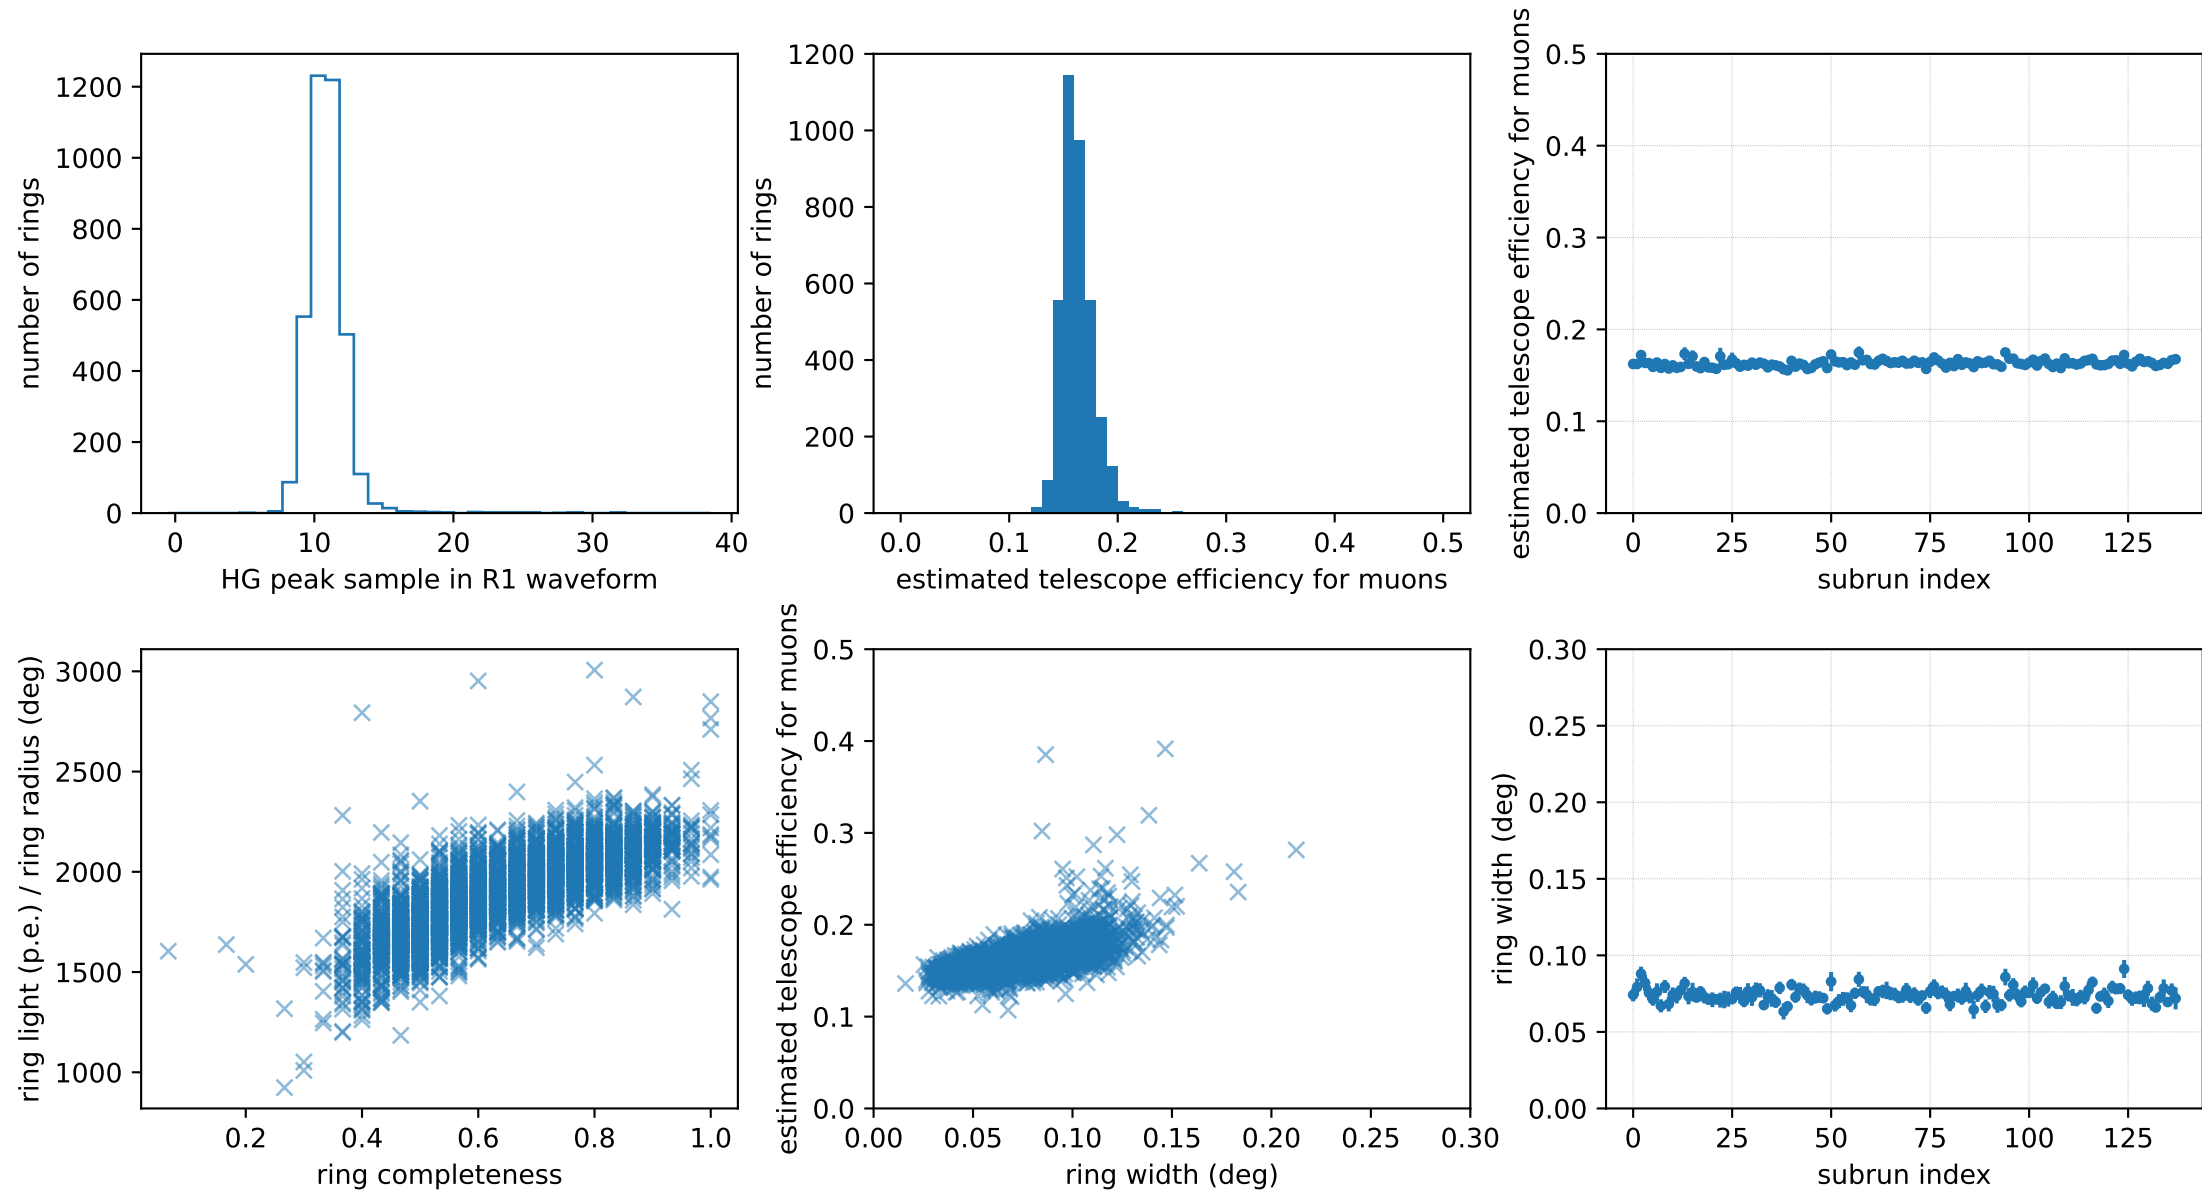 1200
1000
800
600
400
200
0
number of rings
0 10 20 30 40
HG peak sample in R1 waveform
1200
1000
800
600
400
200
0
number of rings
0.0 0.1 0.2 0.3 0.4 0.5
estimated telescope efficiency for muons
0.5
0.4
0.3
0.2
0.1
0.0
estimated telescope efficiency for muons
0 25 50 75 100 125
subrun index
3000
2500
2000
1500
1000
ring light (p.e.) / ring radius (deg)
0.2 0.4 0.6 0.8 1.0
ring completeness
0.5
0.4
0.3
0.2
0.1
0.0
estimated telescope efficiency for muons
0.00 0.05 0.10 0.15 0.20 0.25 0.30
ring width (deg)
0.30
0.25
0.20
0.15
0.10
0.05
0.00
ring width (deg)
0 25 50 75 100 125
subrun index